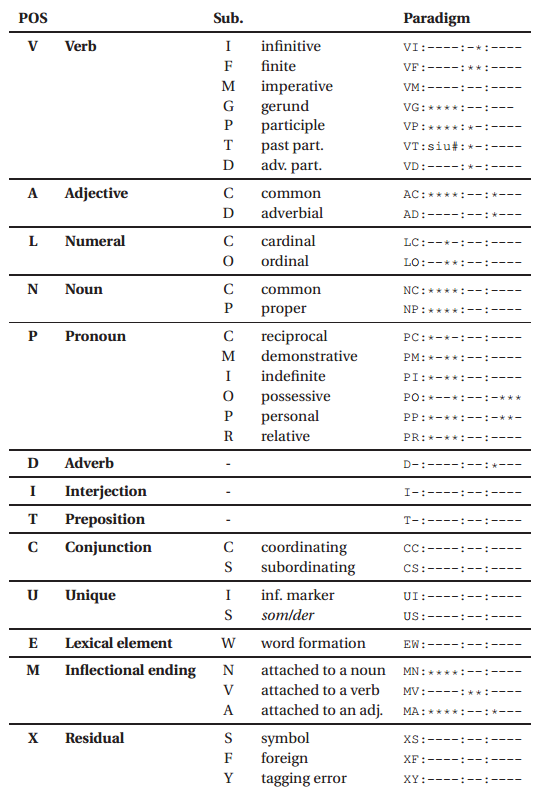 POS Sub. Paradigm
V Verb I infinitive VI:----:-*:----
F finite VF:----:**:----
M imperative VM:----:--:----
G gerund VG:****:--:---
P participle VP:****:*-:----
T past part. VT:siu#:*-:----
D adv. part. VD:----:--:----
A Adjective C common AC:****:--:*---
D adverbial AD:----:--:*---
L Numeral C cardinal LC:--*-:--:----
O ordinal LO:--**:--:----
N Noun C common NC:****:--:----
P proper NP:****:--:----
P Pronoun C reciprocal PC:*-*-:--:----
M demonstrative PM:*-**:--:----
I indefinite PI:*-**:--:----
O possessive PO:*--*:--:-***
P personal PP:*-**:--:-**-
R relative PR:*-**:--:----
D Adverb - D-:----:--:*---
I Interjection - I-:----:--:----
T Preposition - T-:----:--:----
C Conjunction C coordinating CC:----:--:----
S subordinating CS:----:--:----
U Unique I inf. marker UI:----:--:----
S som/der US:----:--:----
E Lexical element W word formation EW:----:--:----
M Inflectional ending N attached to a noun MN:****:--:----
V attached to a verb MV:----:**:----
A attached to an adj. MA:****:--:*---
X Residual S symbol XS:----:--:----
F foreign XF:----:--:----
Y tagging error XY:----:--:----